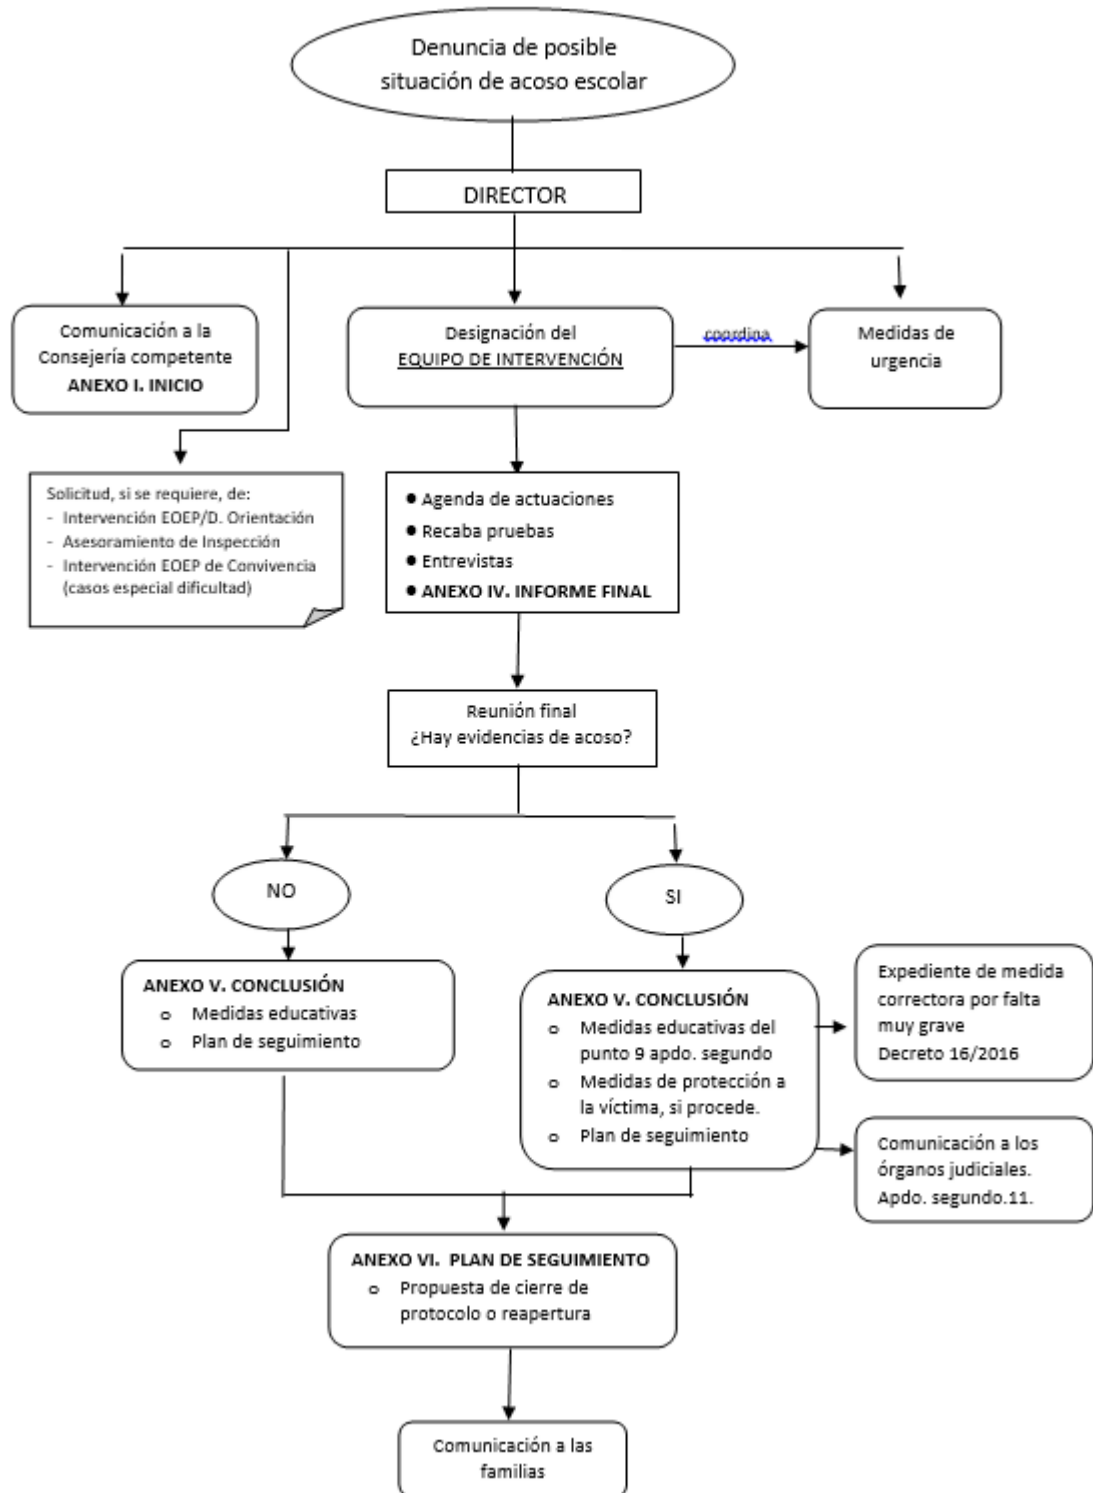 Denuncia de posible
situación de acoso escolar
DIRECTOR
Comunicación a la
Consejería competente
ANEXO I. INICIO
Designación del
EQUIPO DE INTERVENCIÓN
coordina
Medidas de
urgencia
Solicitud, si se requiere, de:
- Intervención EOEP/D. Orientación
- Asesoramiento de Inspección
- Intervención EOEP de Convivencia
(casos especial dificultad)
● Agenda de actuaciones
● Recaba pruebas
● Entrevistas
● ANEXO IV. INFORME FINAL
Reunión final
¿Hay evidencias de acoso?
NO
SI
ANEXO V. CONCLUSIÓN
o Medidas educativas
o Plan de seguimiento
ANEXO V. CONCLUSIÓN
o Medidas educativas del
punto 9 apdo. segundo
o Medidas de protección a
la víctima, si procede.
o Plan de seguimiento
Expediente de medida
correctora por falta
muy grave
Decreto 16/2016
Comunicación a los
órganos judiciales.
Apdo. segundo.11.
ANEXO VI. PLAN DE SEGUIMIENTO
o Propuesta de cierre de
protocolo o reapertura
Comunicación a las
familias